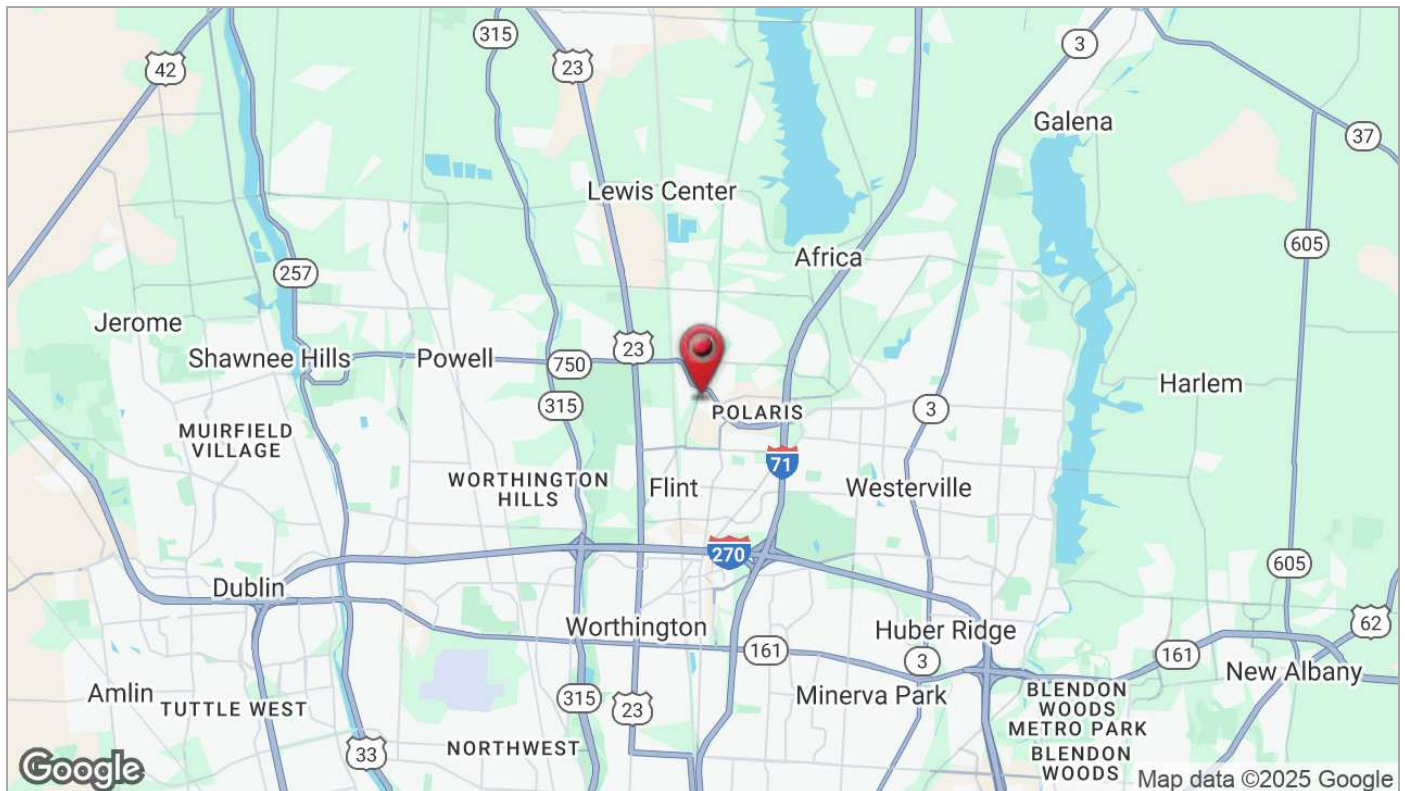 315
3
42
23
Galena
37
Lewis Center
605
Africa
257
Jerome
23
Shawnee Hills
Powell
750
Harlem
315
POLARIS
3
MUIRFIELD
VILLAGE
71
WORTHINGTON
HILLS
Flint
Westerville
270
605
Dublin
Worthington
Huber Ridge
62
161
161
3
New Albany
Amlin
TUTTLE WEST
315
23
Minerva Park
BLENDON
WOODS
METRO PARK
33
NORTHWEST
BLENDON
WOODS
Google
Map data ©2025 Google